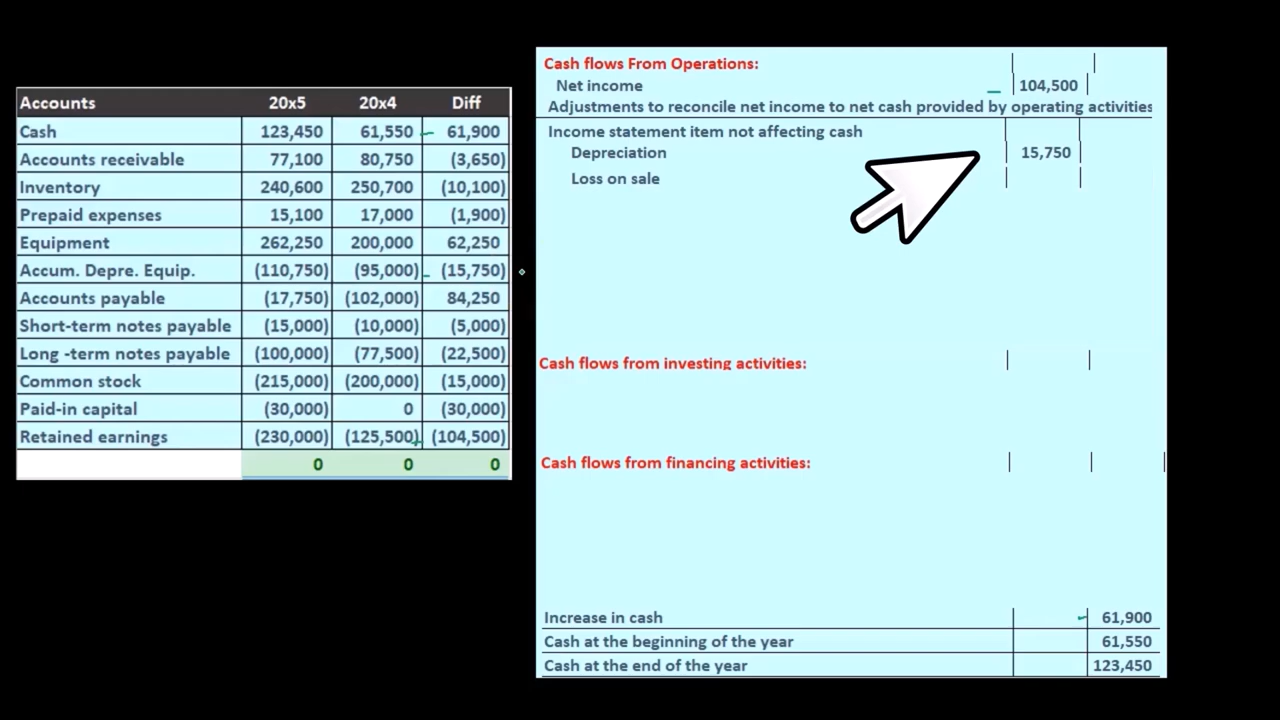 Accounts 20x5 20x4 Diff
Cash 123,450 61,550 61,900
Accounts receivable 77,100 80,750 (3,650)
Inventory 240,600 250,700 (10,100)
Prepaid expenses 15,100 17,000 (1,900)
Equipment 262,250 200,000 62,250
Accum. Depre. Equip. (110,750) (95,000) (15,750)
Accounts payable (17,750) (102,000) 84,250
Short-term notes payable (15,000) (10,000) (5,000)
Long -term notes payable (100,000) (77,500) (22,500)
Common stock (215,000) (200,000) (15,000)
Paid-in capital (30,000) 0 (30,000)
Retained earnings (230,000) (125,500) (104,500)
0 0 0
Cash flows From Operations:
Net income 104,500
Adjustments to reconcile net income to net cash provided by operating activities
Income statement item not affecting cash
Depreciation 15,750
Loss on sale
Cash flows from investing activities:
Cash flows from financing activities:
Increase in cash 61,900
Cash at the beginning of the year 61,550
Cash at the end of the year 123,450